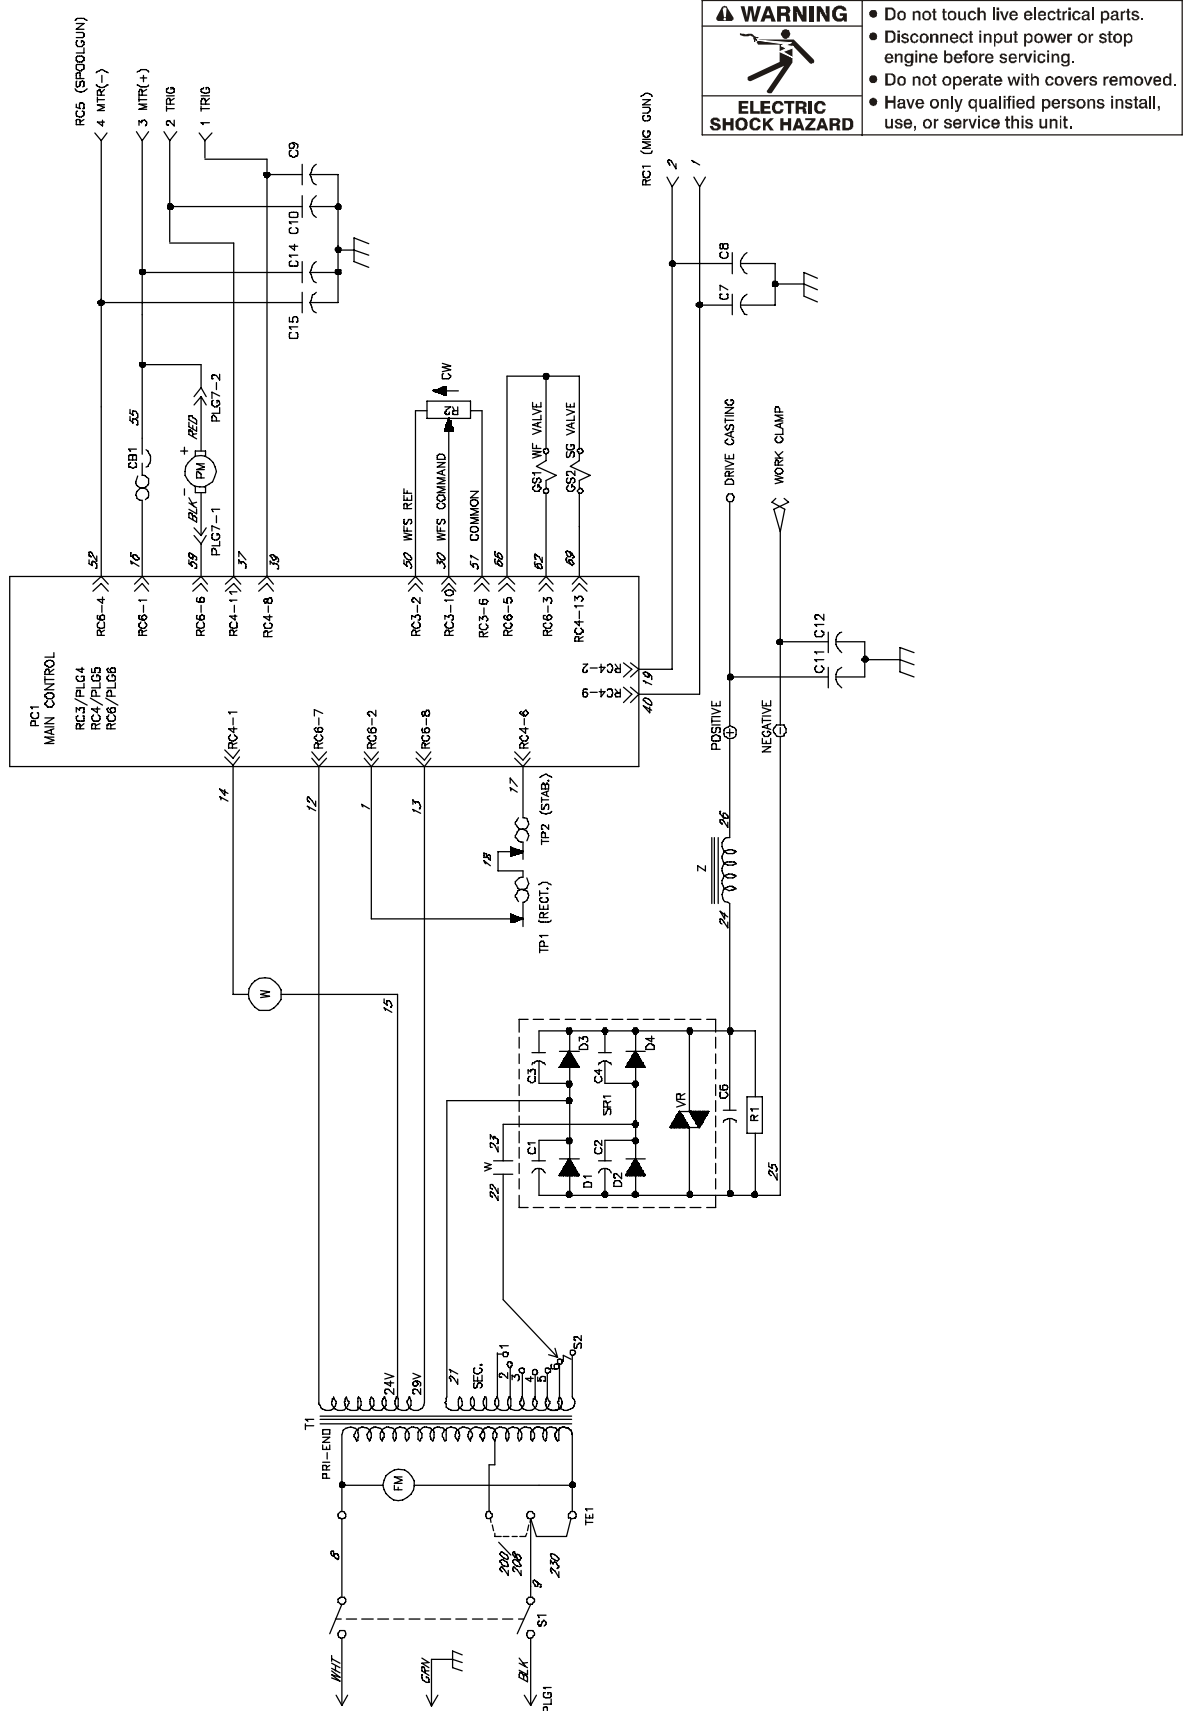 WARNING
ELECTRIC
SHOCK HAZARD
• Do not touch live electrical parts.
• Disconnect input power or stop
engine before servicing.
• Do not operate with covers removed.
• Have only qualified persons install,
use, or service this unit.
RC5 (SPOOLGUN)
4 MTR(-)
3 MTR(+)
2 TRIG
1 TRIG
C9
C10
C14
C15
RC1 (MIG GUN)
2
1
C8
C7
55
CB1
PLG7-2
RED
+
PM
-
BLK
PLG7-1
CW
R2
WFS REF
WFS COMMAND
COMMON
GS1 WF VALVE
GS2 SG VALVE
DRIVE CASTING
WORK CLAMP
52
16
59
37
39
50
30
57
66
62
69
RC6-4
RC6-1
RC6-6
RC4-11
RC4-8
RC3-2
RC3-10
RC3-6
RC6-5
RC6-3
RC4-13
RC4-2
19
RC4-9
40
PC1
MAIN CONTROL
RC3/PLG4
RC4/PLG5
RC6/PLG6
RC4-1
RC6-7
RC6-2
RC6-8
RC4-6
14
12
1
13
17
C12
C11
POSITIVE
+
NEGATIVE
-
TP2 (STAB.)
18
TP1 (RECT.)
26
Z
24
W
15
C3
D3
C4
D4
SR1
VR
C6
R1
C1
D1
C2
D2
25
23
W
22
24V
29V
21
SEC.
1
2
3
4
5
6
S2
T1
PRI-END
FM
TE1
8
200/
208
230
9
S1
WHT
GRN
BLK
PLG1